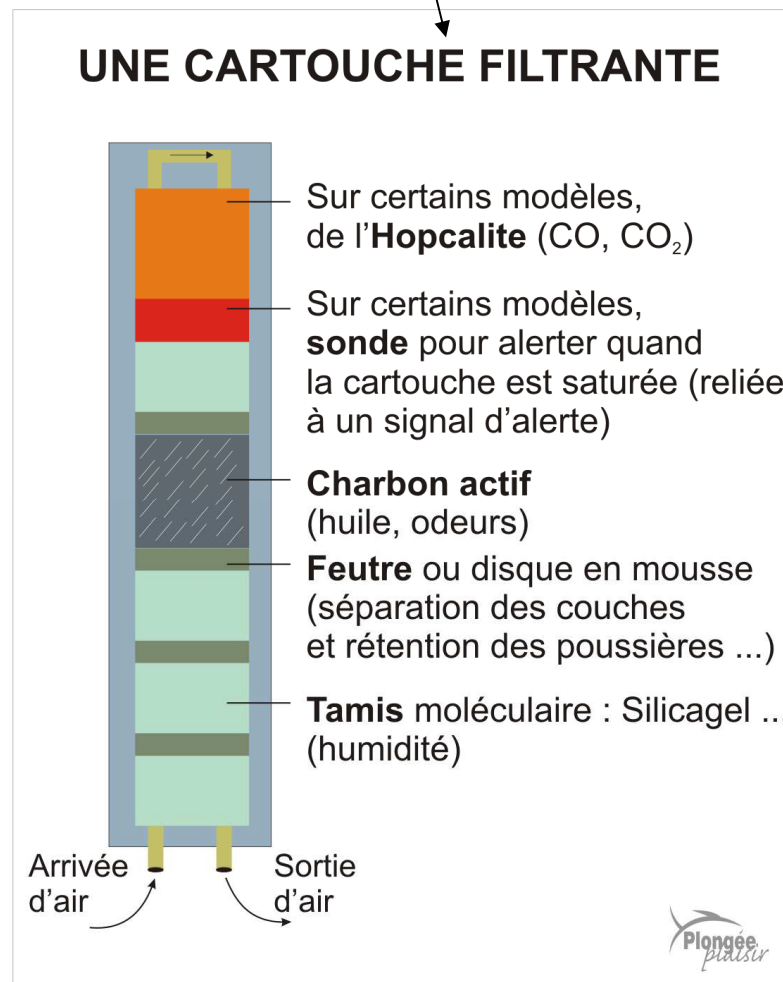 UNE CARTOUCHE FILTRANTE
Sur certains modèles,
de l'Hopcalite (CO, CO₂)
Sur certains modèles,
sonde pour alerter quand
la cartouche est saturée (reliée
à un signal d'alerte)
Charbon actif
(huile, odeurs)
Feutre ou disque en mousse
(séparation des couches
et rétention des poussières ...)
Tamis moléculaire : Silicagel ..
(humidité)
Arrivée
d'air
Sortie
d'air
Plongée
plaisir